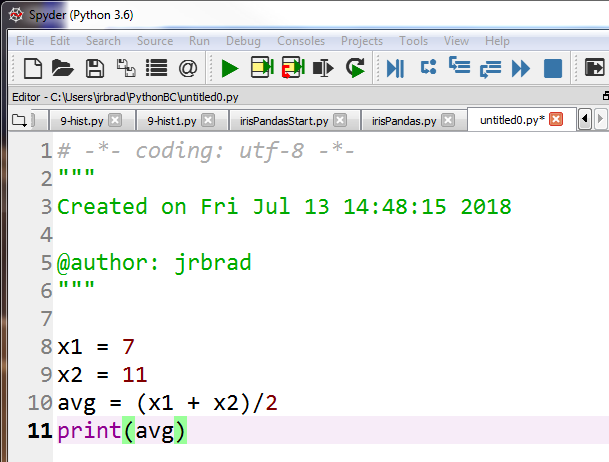 Spyder (Python 3.6)
File Edit Search Source Run Debug Consoles Projects Tools View Help
Editor - C:\Users\jrbrad\PythonBC\untitled0.py
9-hist.py 9-hist1.py irisPandasStart.py irisPandas.py untitled0.py*
1 # -*- coding: utf-8 -*-
2 """
3 Created on Fri Jul 13 14:48:15 2018
4
5 @author: jrbrad
6 """
7
8 x1 = 7
9 x2 = 11
10 avg = (x1 + x2)/2
11 print(avg)